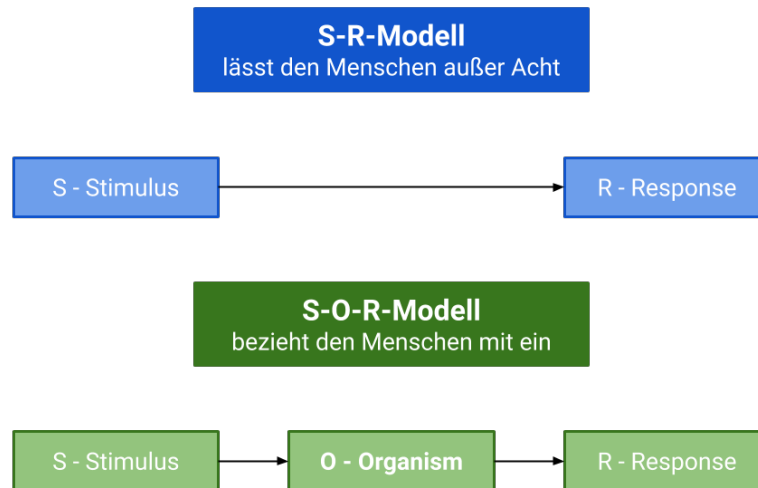 S-R-Modell
lässt den Menschen außer Acht
S - Stimulus
R - Response
S-O-R-Modell
bezieht den Menschen mit ein
S - Stimulus
O - Organism
R - Response